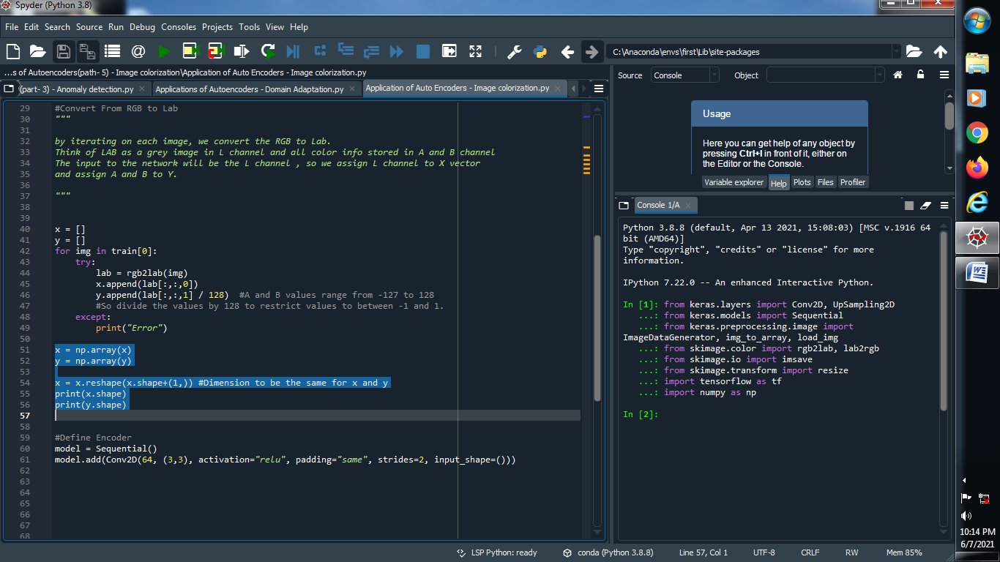 Spyder (Python 3.8)
File Edit Search Source Run Debug Consoles Projects Tools View Help
C:\Anaconda\envs\first\Lib\site-packages
...s of Autoencoders(path- 5) - Image colorization\Application of Auto Encoders - Image colorization.py
(part- 3) - Anomaly detection.py
Applications of Autoencoders - Domain Adaptation.py
Application of Auto Encoders - Image colorization.py
29 #Convert From RGB to Lab
30 """
31
32 by iterating on each image, we convert the RGB to Lab.
33 Think of LAB as a grey image in L channel and all color info stored in A and B channel
34 The input to the network will be the L channel , so we assign L channel to X vector
35 and assign A and B to Y.
36
37 """
38
39
40 x = []
41 y = []
42 for img in train[0]:
43     try:
44         lab = rgb2lab(img)
45         x.append(lab[:,:,0])
46         y.append(lab[:,:,1] / 128)  #A and B values range from -127 to 128
47         #So divide the values by 128 to restrict values to between -1 and 1.
48     except:
49         print("Error")
50
51 x = np.array(x)
52 y = np.array(y)
53
54 x = x.reshape(x.shape+(1,)) #Dimension to be the same for x and y
55 print(x.shape)
56 print(y.shape)
57
58
59 #Define Encoder
60 model = Sequential()
61 model.add(Conv2D(64, (3,3), activation="relu", padding="same", strides=2, input_shape=()))
62
63
64
65
66
67
68
Source Console Object
Usage
Here you can get help of any object by
pressing Ctrl+I in front of it, either on
the Editor or the Console.
Variable explorer Help Plots Files Profiler
Console 1/A
Python 3.8.8 (default, Apr 13 2021, 15:08:03) [MSC v.1916 64
bit (AMD64)]
Type "copyright", "credits" or "license" for more
information.
IPython 7.22.0 -- An enhanced Interactive Python.
In [1]: from keras.layers import Conv2D, UpSampling2D
...: from keras.models import Sequential
...: from keras.preprocessing.image import
ImageDataGenerator, img_to_array, load_img
...: from skimage.color import rgb2lab, lab2rgb
...: from skimage.io import imsave
...: from skimage.transform import resize
...: import tensorflow as tf
...: import numpy as np
In [2]:
LSP Python: ready conda (Python 3.8.8) Line 57, Col 1 UTF-8 CRLF RW Mem 85%
10:14 PM
6/7/2021